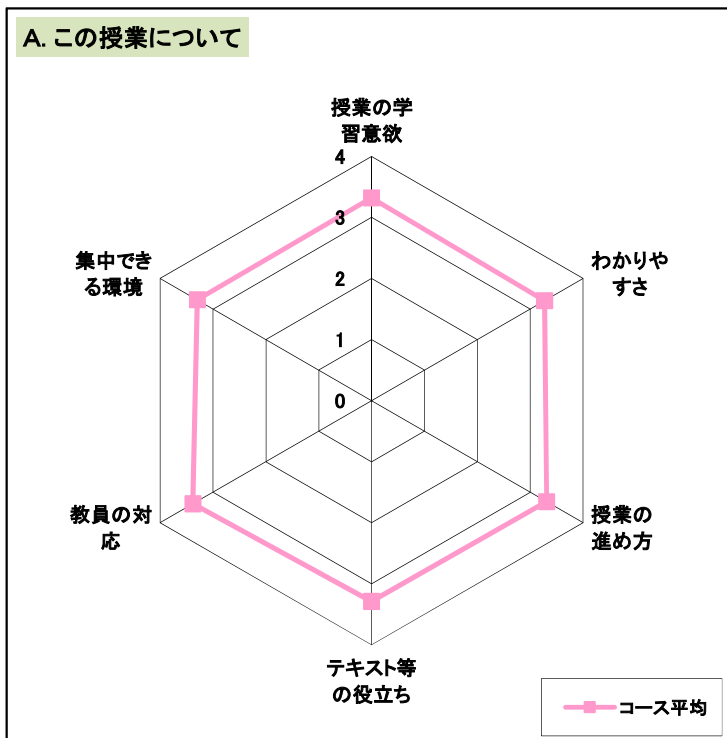 A. この授業について
授業の学
習意欲
4
3
2
1
0
わかりや
すさ
授業の
進め方
テキスト等
の役立ち
教員の対
応
集中でき
る環境
コース平均